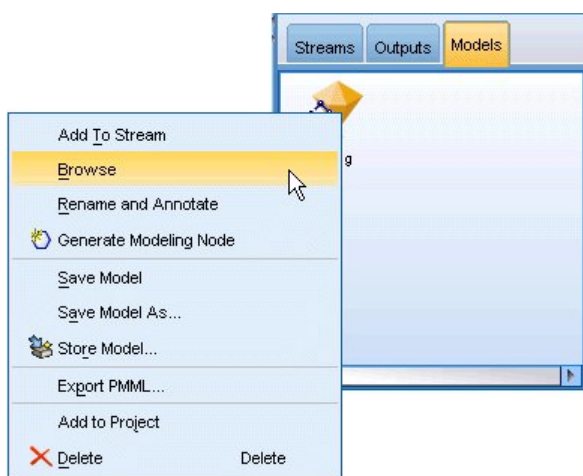 Streams Outputs Models
g
Add To Stream
Browse
Rename and Annotate
Generate Modeling Node
Save Model
Save Model As...
Store Model...
Export PMML...
Add to Project
Delete Delete